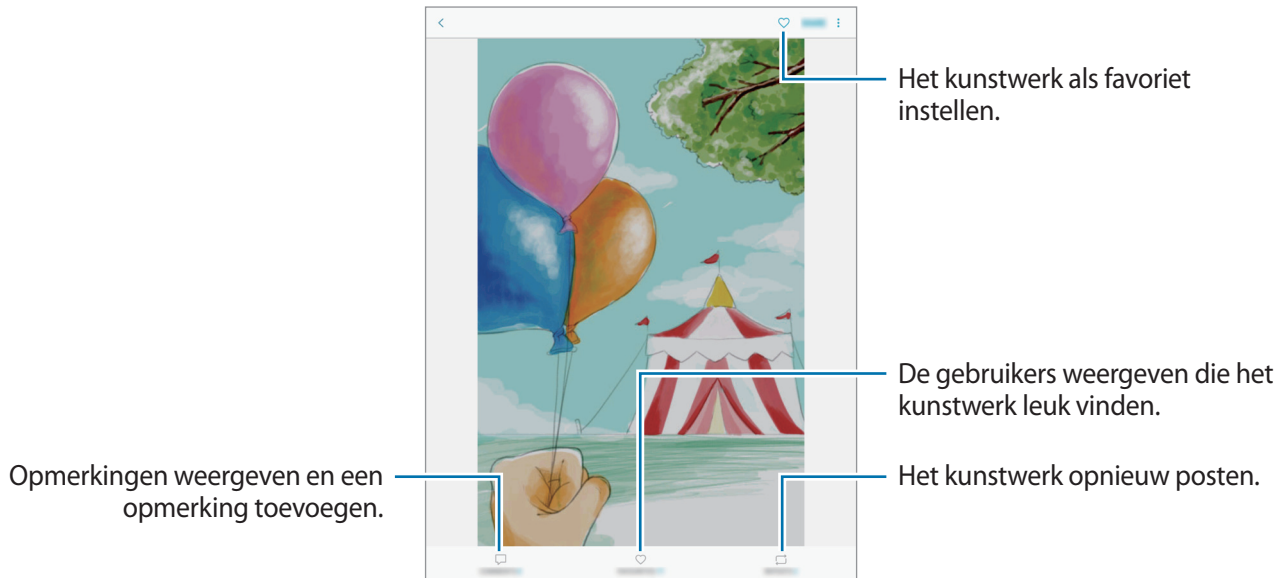 Het kunstwerk als favoriet
instellen.
De gebruikers weergeven die het
kunstwerk leuk vinden.
Opmerkingen weergeven en een
opmerking toevoegen.
Het kunstwerk opnieuw posten.